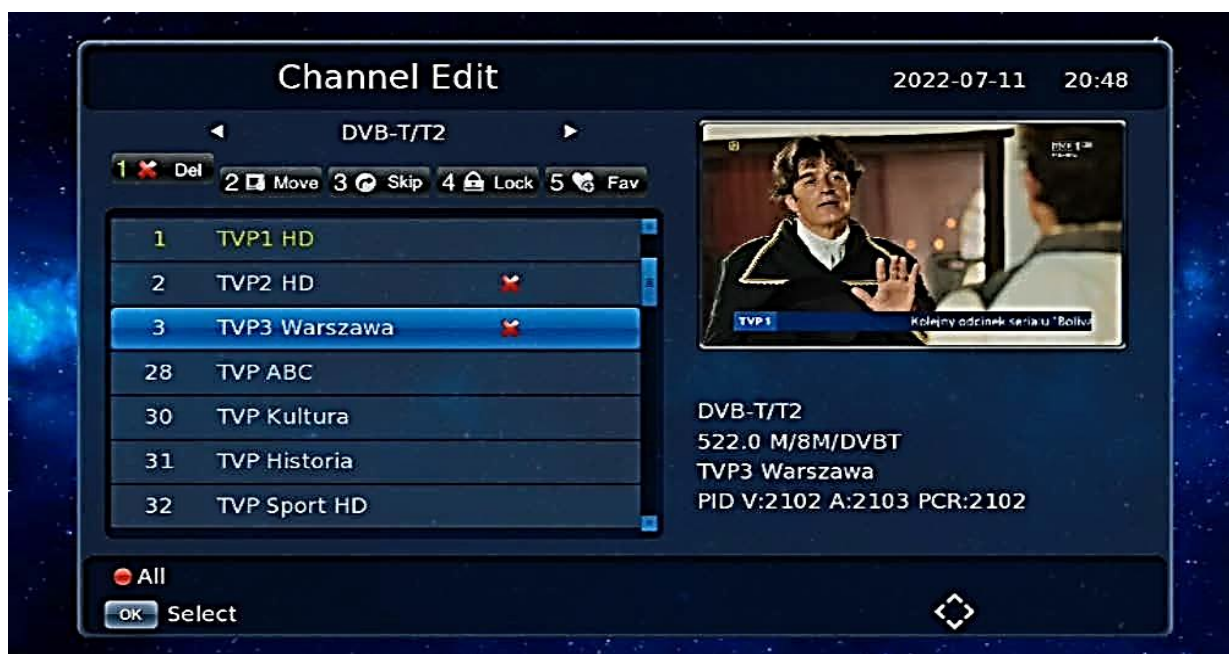 Channel Edit
2022-07-11 20:48
DVB-T/T2
1 Del 2 Move 3 Skip 4 Lock 5 Fav
1 TVP1 HD
2 TVP2 HD
3 TVP3 Warszawa
28 TVP ABC
30 TVP Kultura
31 TVP Historia
32 TVP Sport HD
TVP1 Kolejny odcinek serialu "Boliva
DVB-T/T2
522.0 M/8M/DVBT
TVP3 Warszawa
PID V:2102 A:2103 PCR:2102
All
OK Select